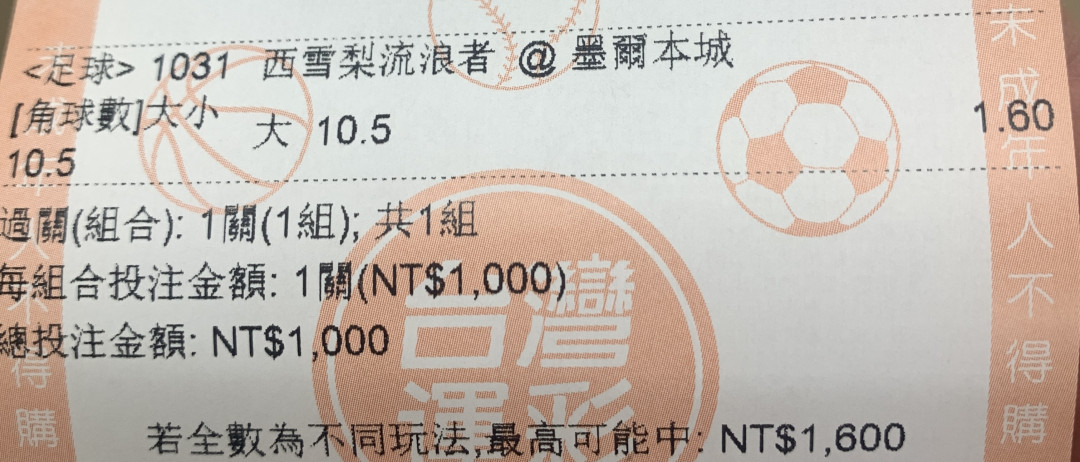 <足球> 1031 西雪梨流浪者 @ 墨爾本城
[角球數]大小 大 10.5 1.60
10.5
過關(組合): 1關(1組); 共1組
每組合投注金額: 1關(NT$1,000)
總投注金額: NT$1,000
若全數為不同玩法,最高可能中: NT$1,600
台灣
運彩
未成年人不得購
人不得購